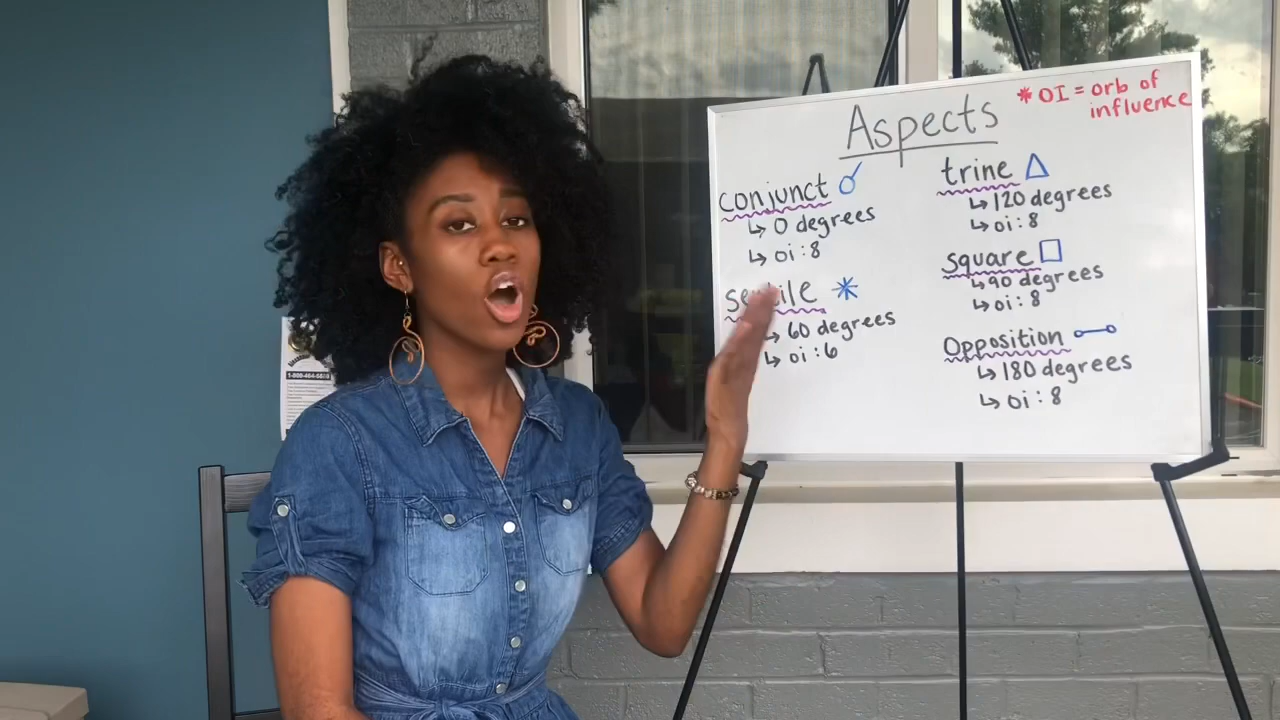 Aspects
* OI = orb of
influence
conjunct
↳ 0 degrees
↳ oi : 8
↳ 60 degrees
↳ oi : 6
trine
↳ 120 degrees
↳ oi : 8
square
↳ 90 degrees
↳ oi : 8
Opposition
↳ 180 degrees
↳ oi : 8